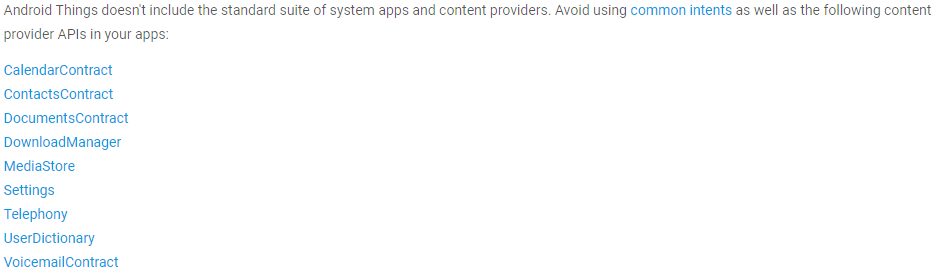 Android Things doesn't include the standard suite of system apps and content providers. Avoid using common intents as well as the following content
provider APIs in your apps:
CalendarContract
ContactsContract
DocumentsContract
DownloadManager
MediaStore
Settings
Telephony
UserDictionary
VoicemailContract